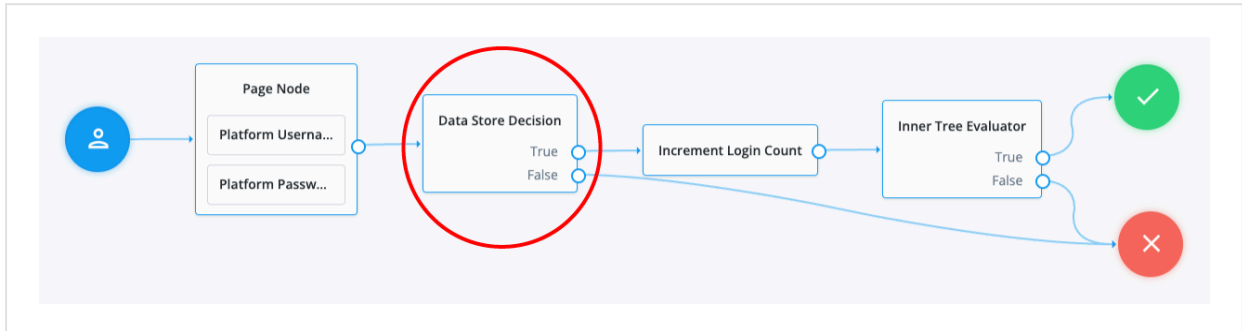 Page Node
Platform Userna...
Platform Passw...
Data Store Decision
True
False
Increment Login Count
Inner Tree Evaluator
True
False